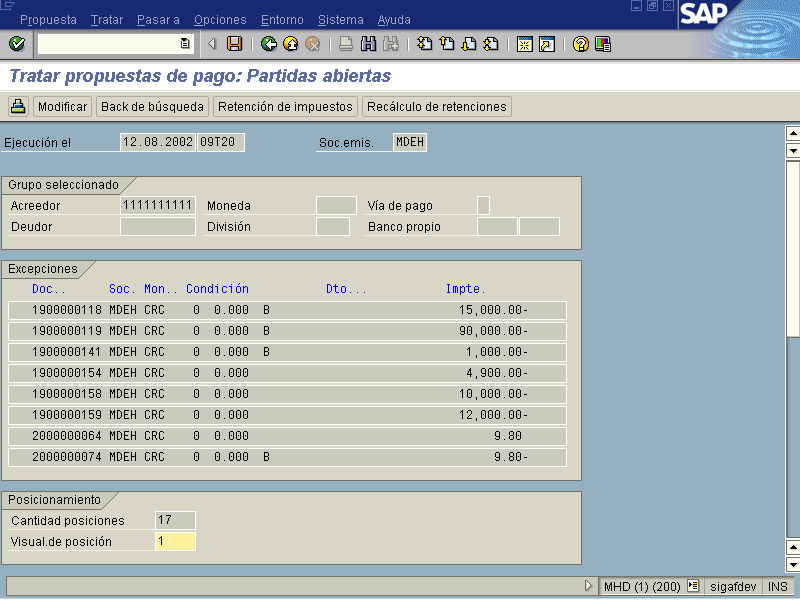 Propuesta Tratar Pasar a Opciones Entorno Sistema Ayuda
SAP
Tratar propuestas de pago: Partidas abiertas
Modificar Back de búsqueda Retención de impuestos Recálculo de retenciones
Ejecución el 12.08.2002 09T20 Soc.emis. MDEH
Grupo seleccionado
Acreedor 1111111111 Moneda Vía de pago
Deudor División Banco propio
Excepciones
Doc.. Soc. Mon.. Condición Dto... Impte.
1900000118 MDEH CRC 0 0.000 B 15,000.00-
1900000119 MDEH CRC 0 0.000 B 90,000.00-
1900000141 MDEH CRC 0 0.000 B 1,000.00-
1900000154 MDEH CRC 0 0.000 4,900.00-
1900000158 MDEH CRC 0 0.000 10,000.00-
1900000159 MDEH CRC 0 0.000 12,000.00-
2000000064 MDEH CRC 0 0.000 9.80
2000000074 MDEH CRC 0 0.000 B 9.80-
Posicionamiento
Cantidad posiciones 17
Visual.de posición 1
MHD (1) (200) sigafdev INS